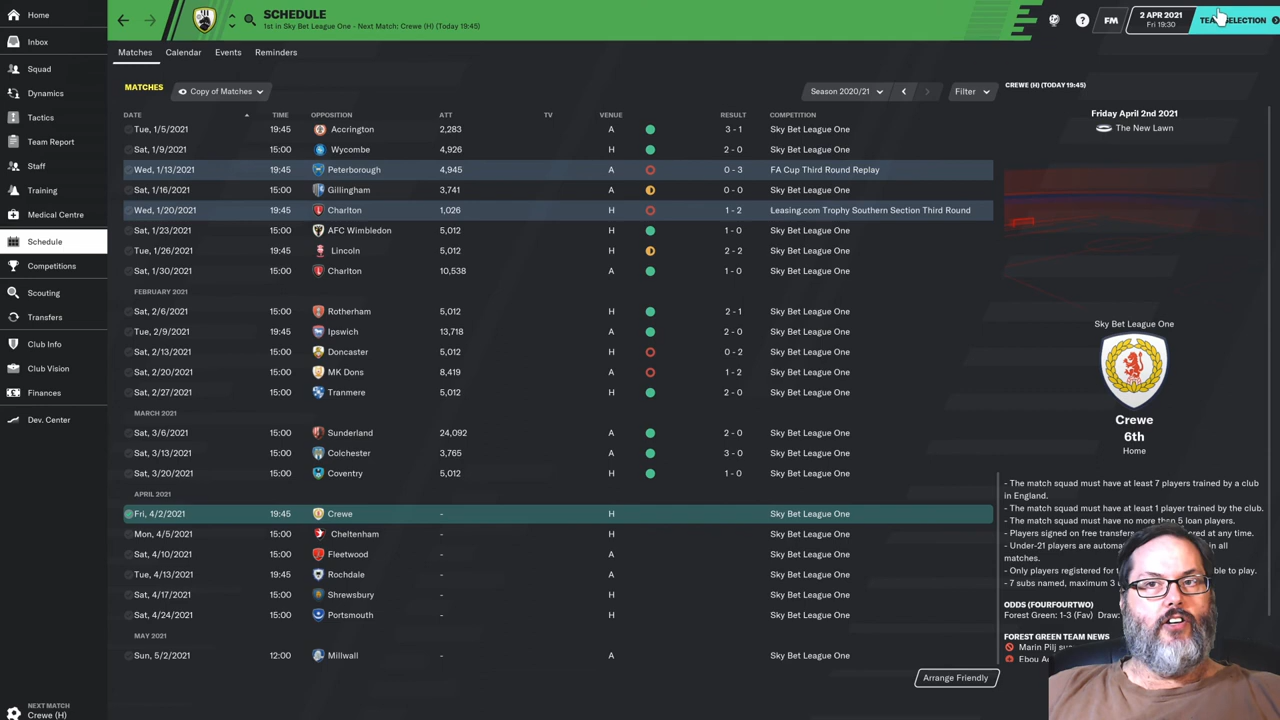 Home
SCHEDULE
1st in Sky Bet League One - Next Match: Crewe (H) (Today 19:45)
FM
2 APR 2021
Fri 19:30
SELECTION
Inbox
Squad
Dynamics
Tactics
Team Report
Staff
Training
Medical Centre
Schedule
Competitions
Scouting
Transfers
Club Info
Club Vision
Finances
Dev. Center
NEXT MATCH
Crewe (H)
Matches Calendar Events Reminders
MATCHES Copy of Matches Season 2020/21 Filter
DATE TIME OPPOSITION ATT TV VENUE RESULT COMPETITION
Tue, 1/5/2021 19:45 Accrington 2,283 A 3 - 1 Sky Bet League One
Sat, 1/9/2021 15:00 Wycombe 4,926 H 2 - 0 Sky Bet League One
Wed, 1/13/2021 19:45 Peterborough 4,945 A 0 - 3 FA Cup Third Round Replay
Sat, 1/16/2021 15:00 Gillingham 3,741 A 0 - 0 Sky Bet League One
Wed, 1/20/2021 19:45 Charlton 1,026 H 1 - 2 Leasing.com Trophy Southern Section Third Round
Sat, 1/23/2021 15:00 AFC Wimbledon 5,012 H 1 - 0 Sky Bet League One
Tue, 1/26/2021 19:45 Lincoln 5,012 H 2 - 2 Sky Bet League One
Sat, 1/30/2021 15:00 Charlton 10,538 A 1 - 0 Sky Bet League One
FEBRUARY 2021
Sat, 2/6/2021 15:00 Rotherham 5,012 H 2 - 1 Sky Bet League One
Tue, 2/9/2021 19:45 Ipswich 13,718 A 2 - 0 Sky Bet League One
Sat, 2/13/2021 15:00 Doncaster 5,012 H 0 - 2 Sky Bet League One
Sat, 2/20/2021 15:00 MK Dons 8,419 A 1 - 2 Sky Bet League One
Sat, 2/27/2021 15:00 Tranmere 5,012 H 2 - 0 Sky Bet League One
MARCH 2021
Sat, 3/6/2021 15:00 Sunderland 24,092 A 2 - 0 Sky Bet League One
Sat, 3/13/2021 15:00 Colchester 3,765 A 3 - 0 Sky Bet League One
Sat, 3/20/2021 15:00 Coventry 5,012 H 1 - 0 Sky Bet League One
APRIL 2021
Fri, 4/2/2021 19:45 Crewe - H Sky Bet League One
Mon, 4/5/2021 15:00 Cheltenham - H Sky Bet League One
Sat, 4/10/2021 15:00 Fleetwood - A Sky Bet League One
Tue, 4/13/2021 19:45 Rochdale - A Sky Bet League One
Sat, 4/17/2021 15:00 Shrewsbury - H Sky Bet League One
Sat, 4/24/2021 15:00 Portsmouth - H Sky Bet League One
MAY 2021
Sun, 5/2/2021 12:00 Millwall - A Sky Bet League One
Arrange Friendly
CREWE (H) (TODAY 19:45)
Friday April 2nd 2021
The New Lawn
Sky Bet League One
Crewe
6th
Home
- The match squad must have at least 7 players trained by a club
in England.
- The match squad must have at least 1 player trained by the club.
- The match squad must have no more than 5 loan players.
- Players signed on free transfers at any time.
- Under-21 players are in all
matches.
- Only players registered for to play.
- 7 subs named, maximum 3
ODDS (FOURFOURTWO)
Forest Green: 1-3 (Fav) Draw:
FOREST GREEN TEAM NEWS
Marin Pilj
Ebou